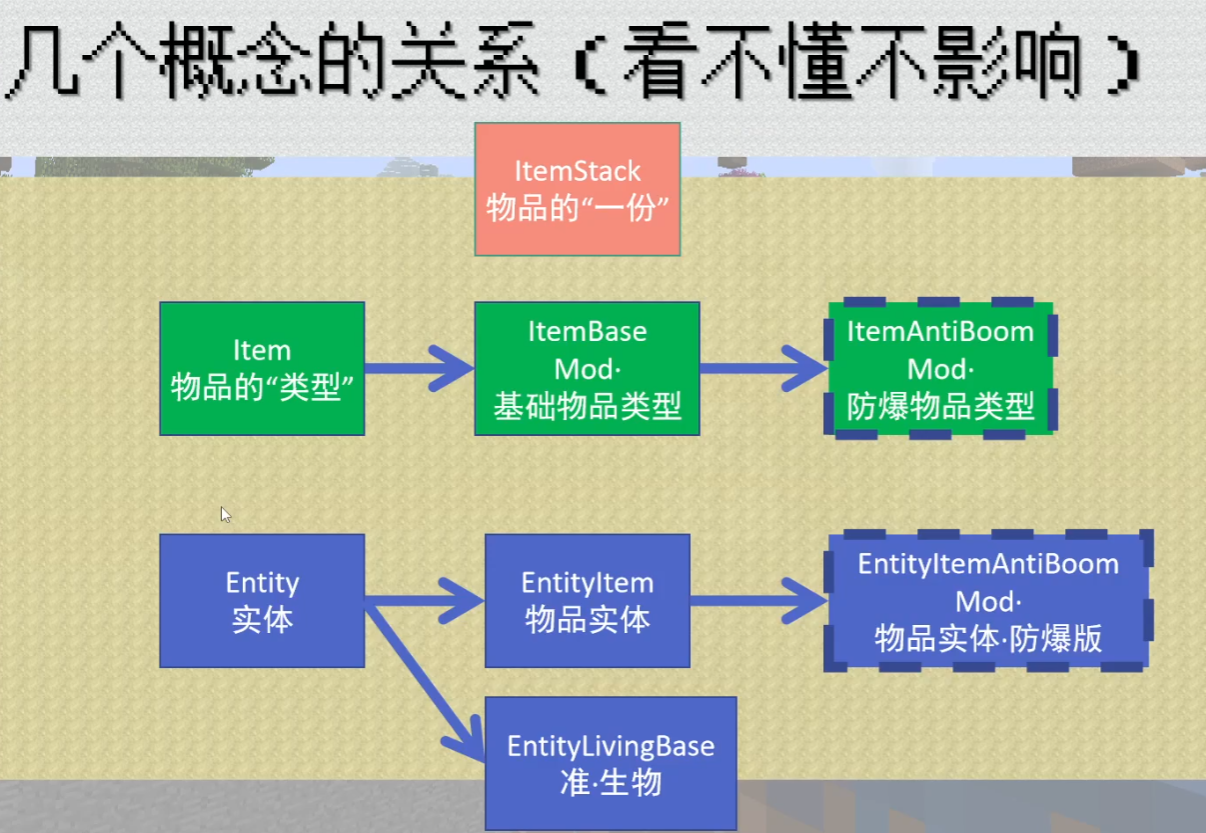 几个概念的关系（看不懂不影响）
ItemStack
物品的“一份”
Item
物品的“类型”
ItemBase
Mod·
基础物品类型
ItemAntiBoom
Mod·
防爆物品类型
Entity
实体
EntityItem
物品实体
EntityItemAntiBoom
Mod·
物品实体·防爆版
EntityLivingBase
准·生物